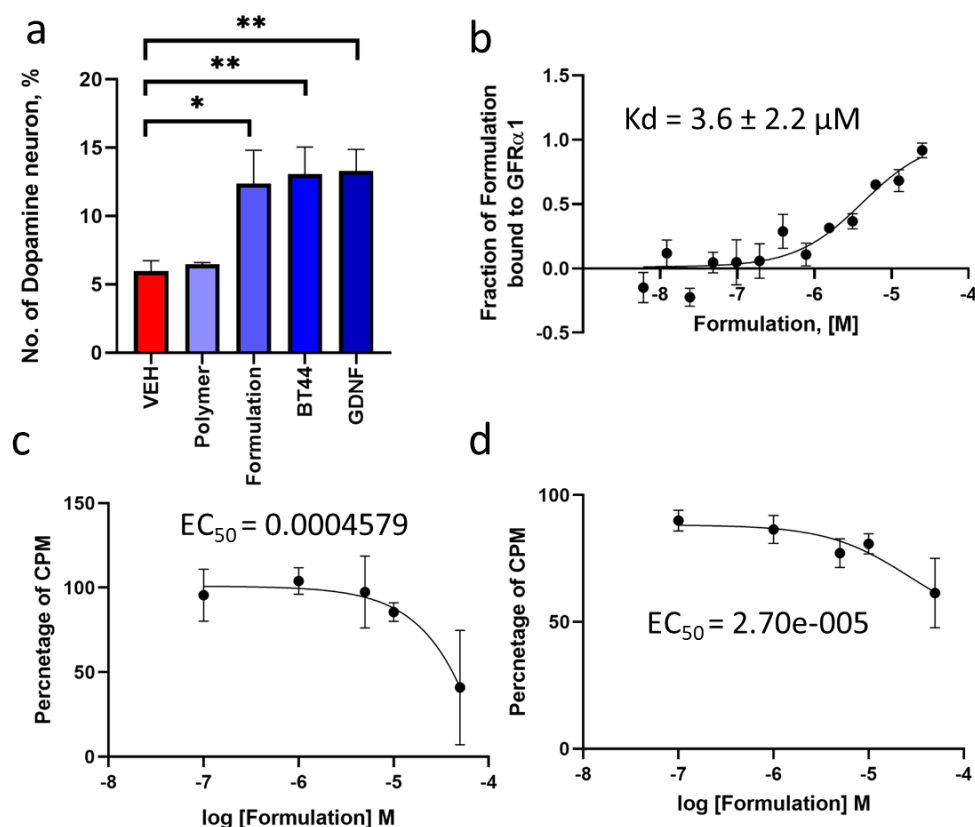 a
**
**
*
No. of Dopamine neuron, %
20
15
10
5
0
VEH
Polymer
Formulation
BT44
GDNF
b
Kd = 3.6 ± 2.2 µM
Fraction of Formulation
bound to GFRα1
1.0
0.5
0.0
-0.5
-8
-7
-6
-5
-4
Formulation, [M]
c
EC50 = 0.0004579
Percnetage of CPM
150
100
50
0
-7
-6
-5
-4
-8
log [Formulation] M
d
EC50 = 2.70e-005
Percnetage of CPM
100
50
0
-8
-7
-6
-5
-4
log [Formulation] M